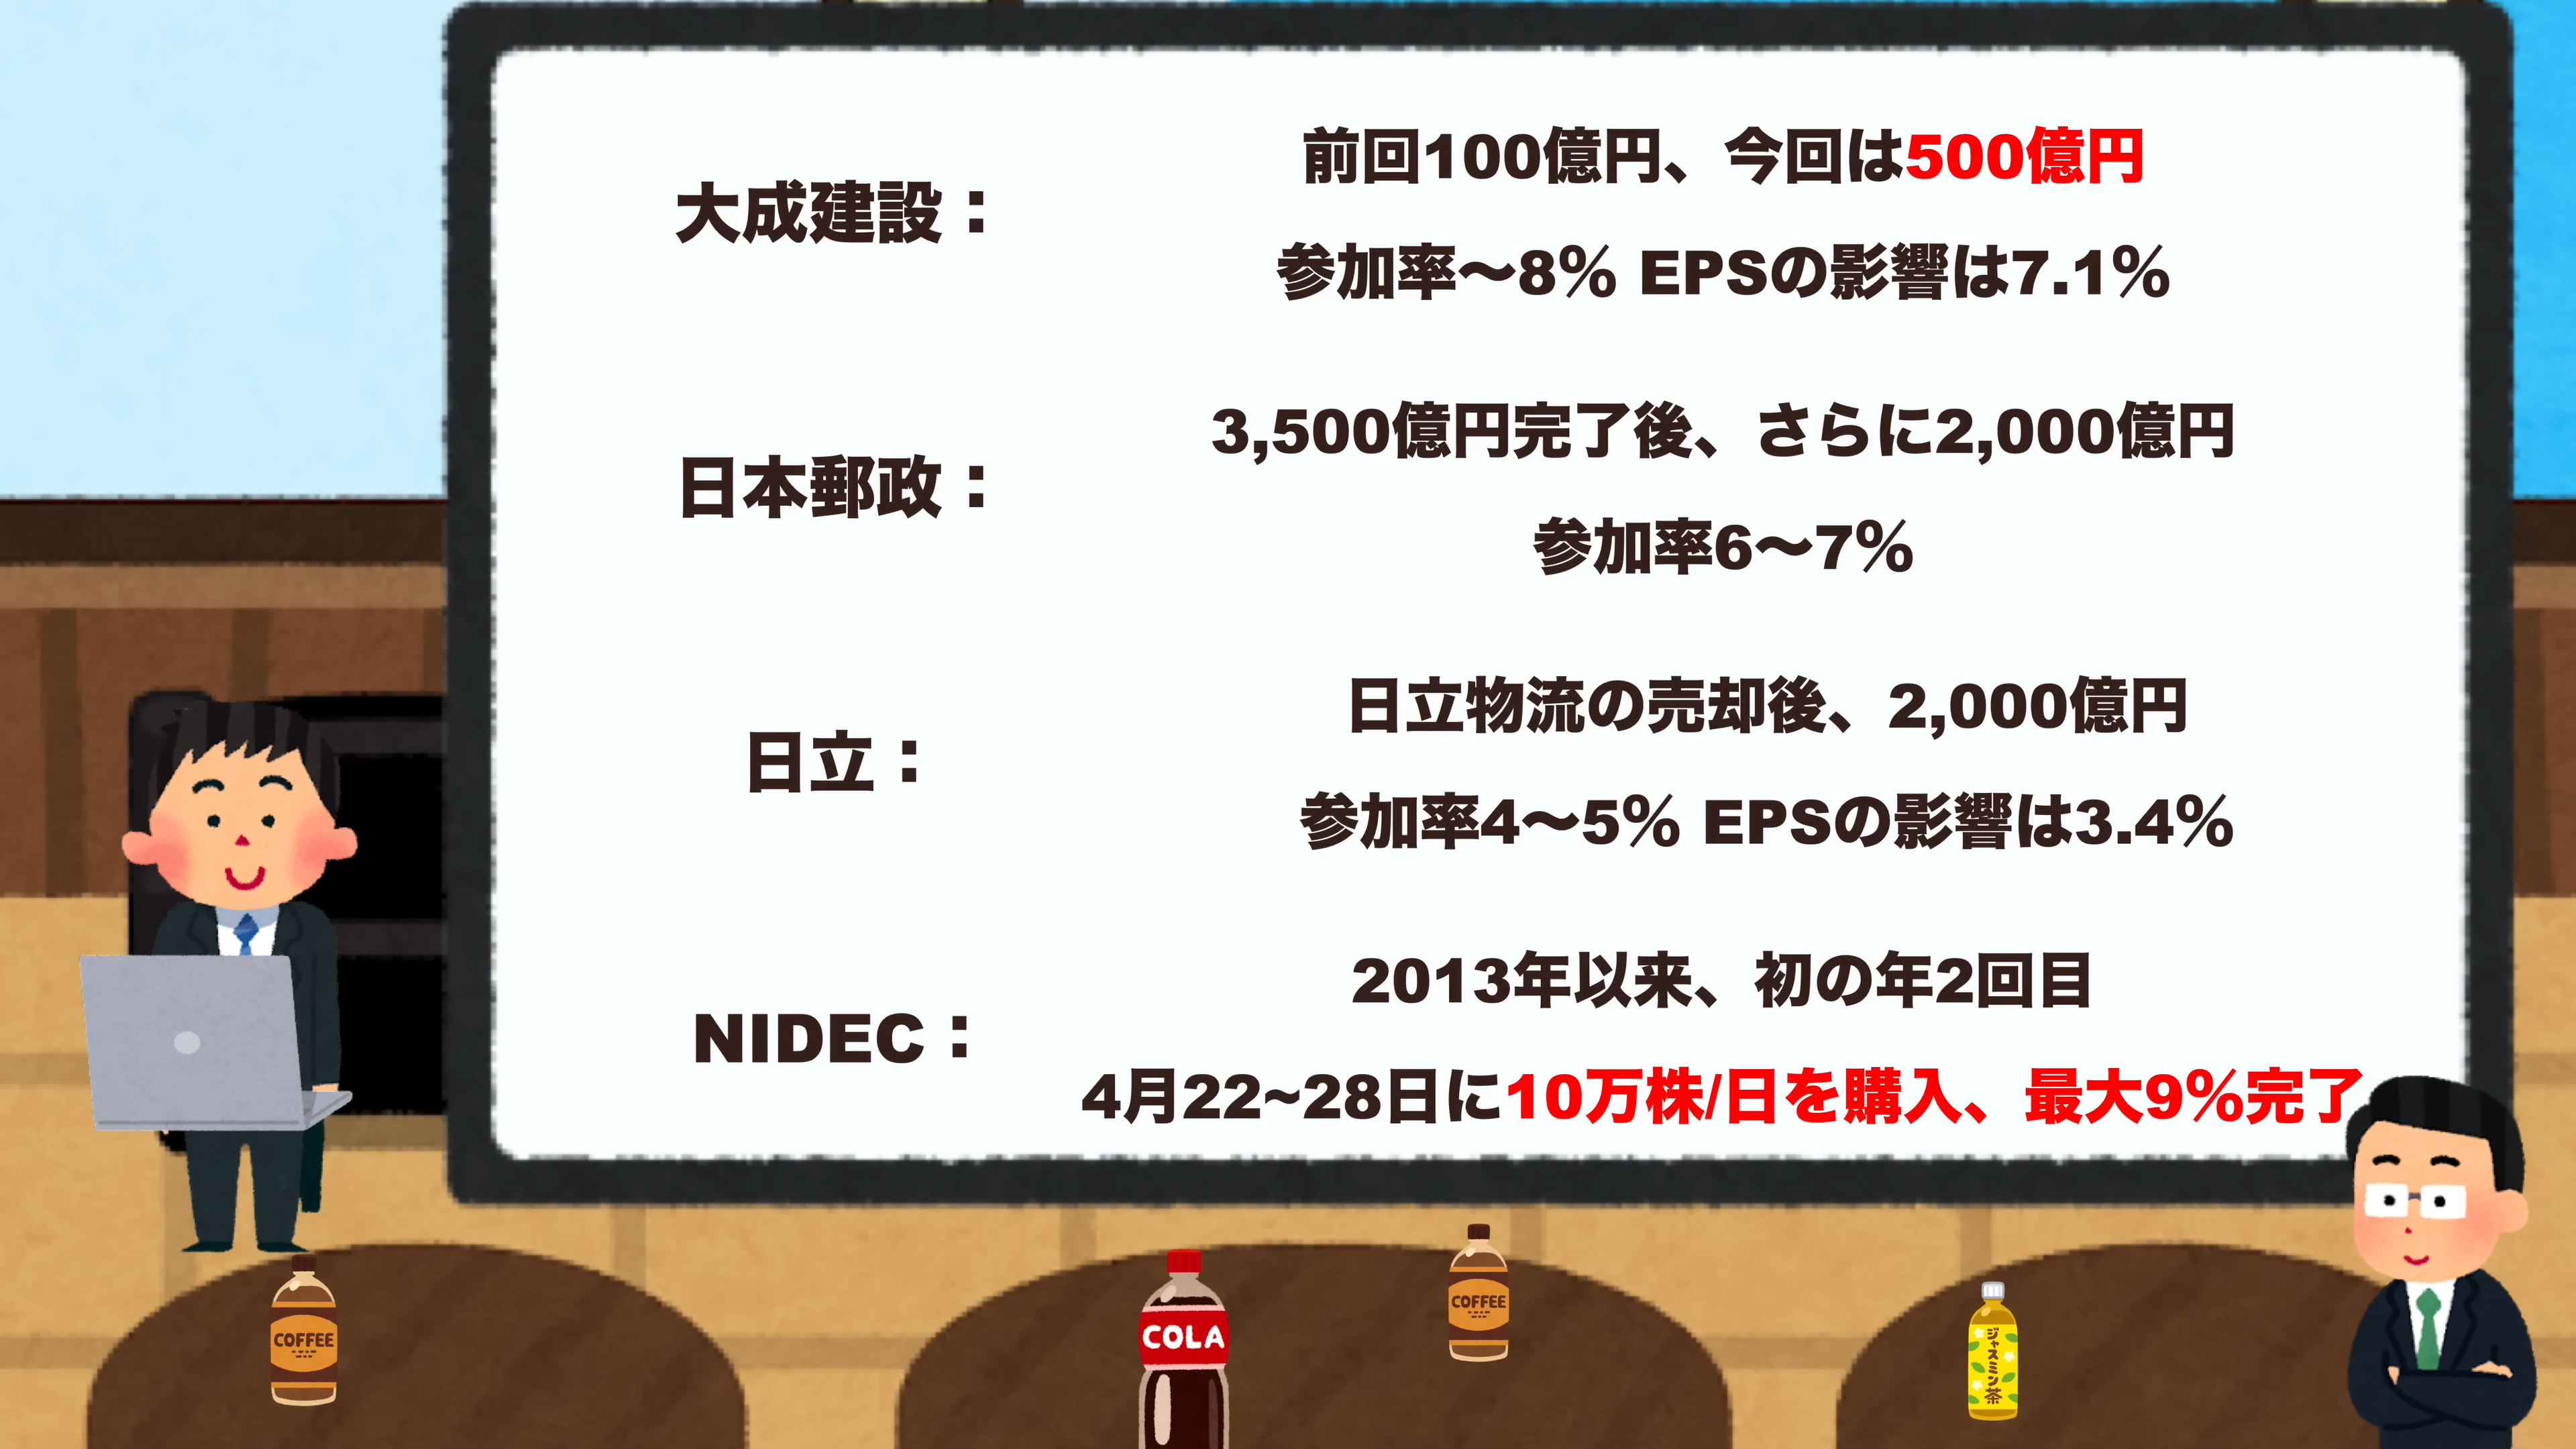 大成建設：
前回100億円、今回は500億円
参加率～8% EPSの影響は7.1%
日本郵政：
3,500億円完了後、さらに2,000億円
参加率6～7%
日立：
日立物流の売却後、2,000億円
参加率4～5% EPSの影響は3.4%
NIDEC：
2013年以来、初の年2回目
4月22~28日に10万株/日を購入、最大9%完了
COFFEE
COLA
COFFEE
ジャスミン茶